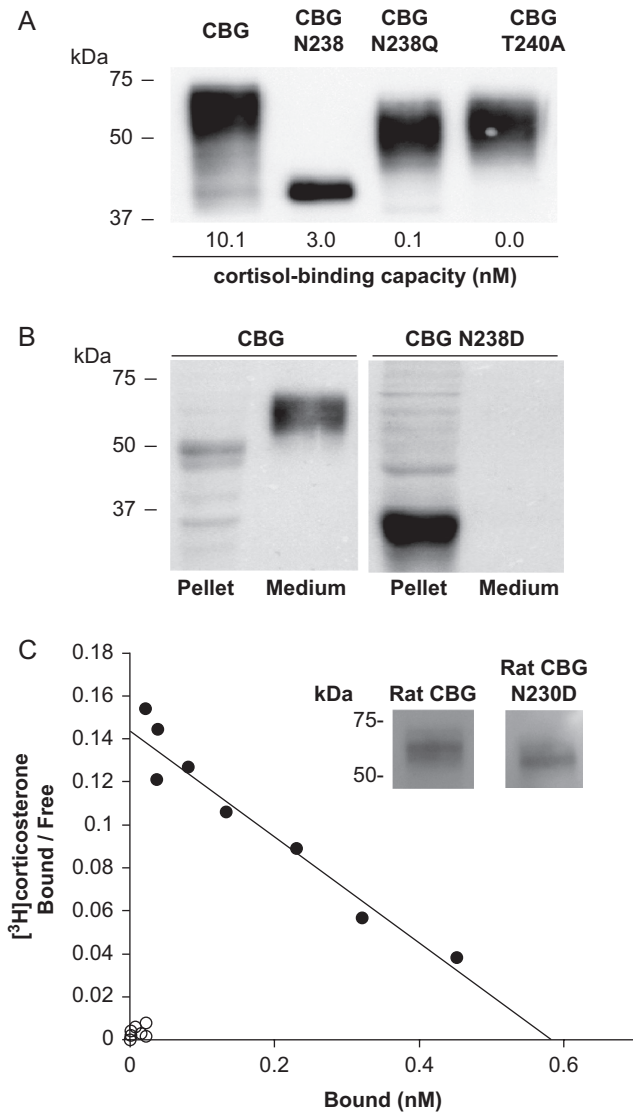 A
CBG
CBG N238
CBG N238Q
CBG T240A
kDa
75 –
50 –
37 –
10.1 3.0 0.1 0.0
cortisol-binding capacity (nM)
B
CBG CBG N238D
kDa
75 –
50 –
37 –
Pellet Medium Pellet Medium
C
0.18
0.16
0.14
0.12
0.1
0.08
0.06
0.04
0.02
0
[³H]corticosterone
Bound / Free
kDa
Rat CBG
Rat CBG
N230D
75-
50-
0 0.2 0.4 0.6
Bound (nM)